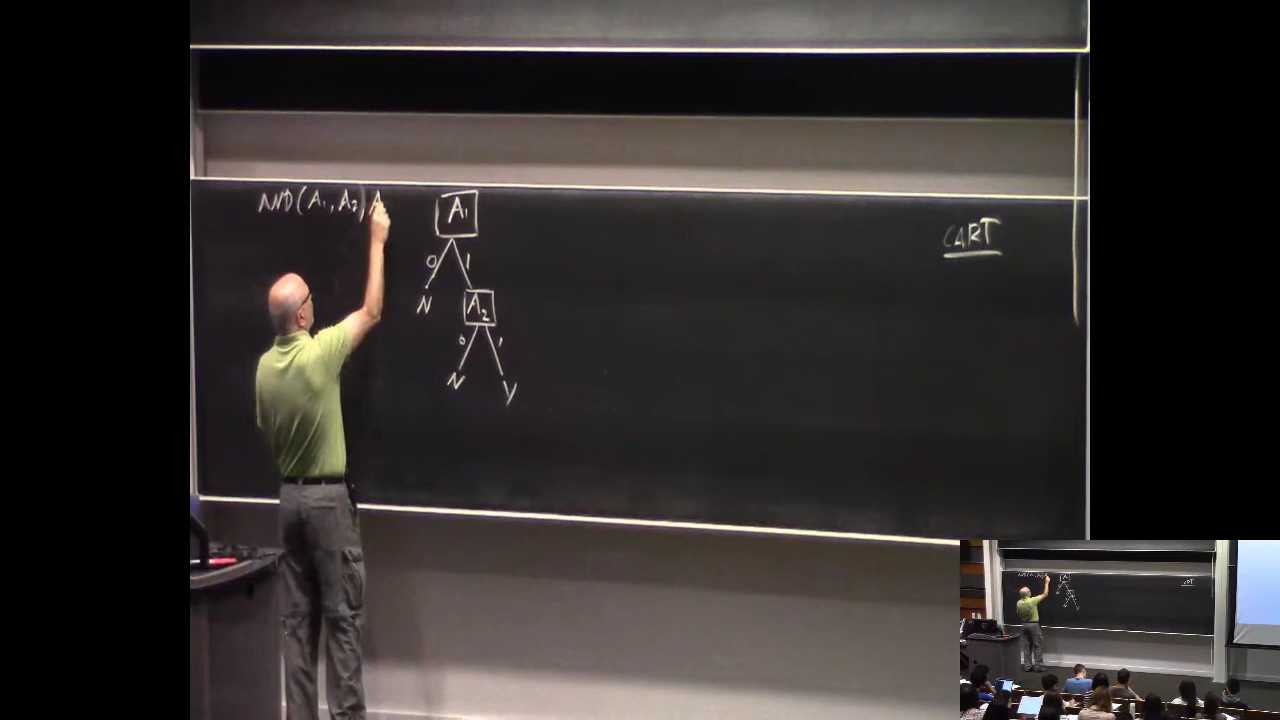 AND(A₁, A₂) A
A₁
0 1
N A₂
0 1
N Y
CART